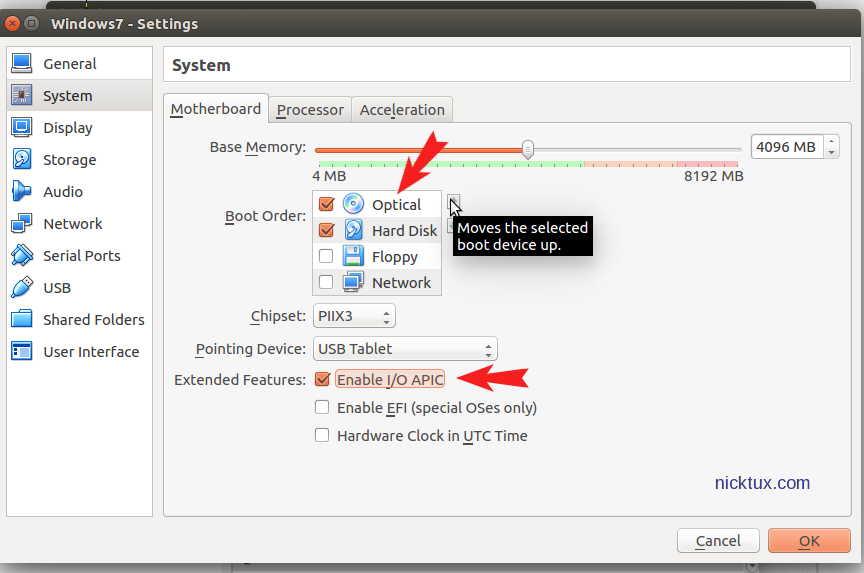 Windows7 - Settings
General
System
Display
Storage
Audio
Network
Serial Ports
USB
Shared Folders
User Interface
System
Motherboard
Processor
Acceleration
Base Memory:
4096 MB
4 MB
8192 MB
Boot Order:
Optical
Hard Disk
Floppy
Network
Moves the selected
boot device up.
Chipset:
PIIX3
Pointing Device:
USB Tablet
Extended Features:
Enable I/O APIC
Enable EFI (special OSes only)
Hardware Clock in UTC Time
nicktux.com
Cancel
OK